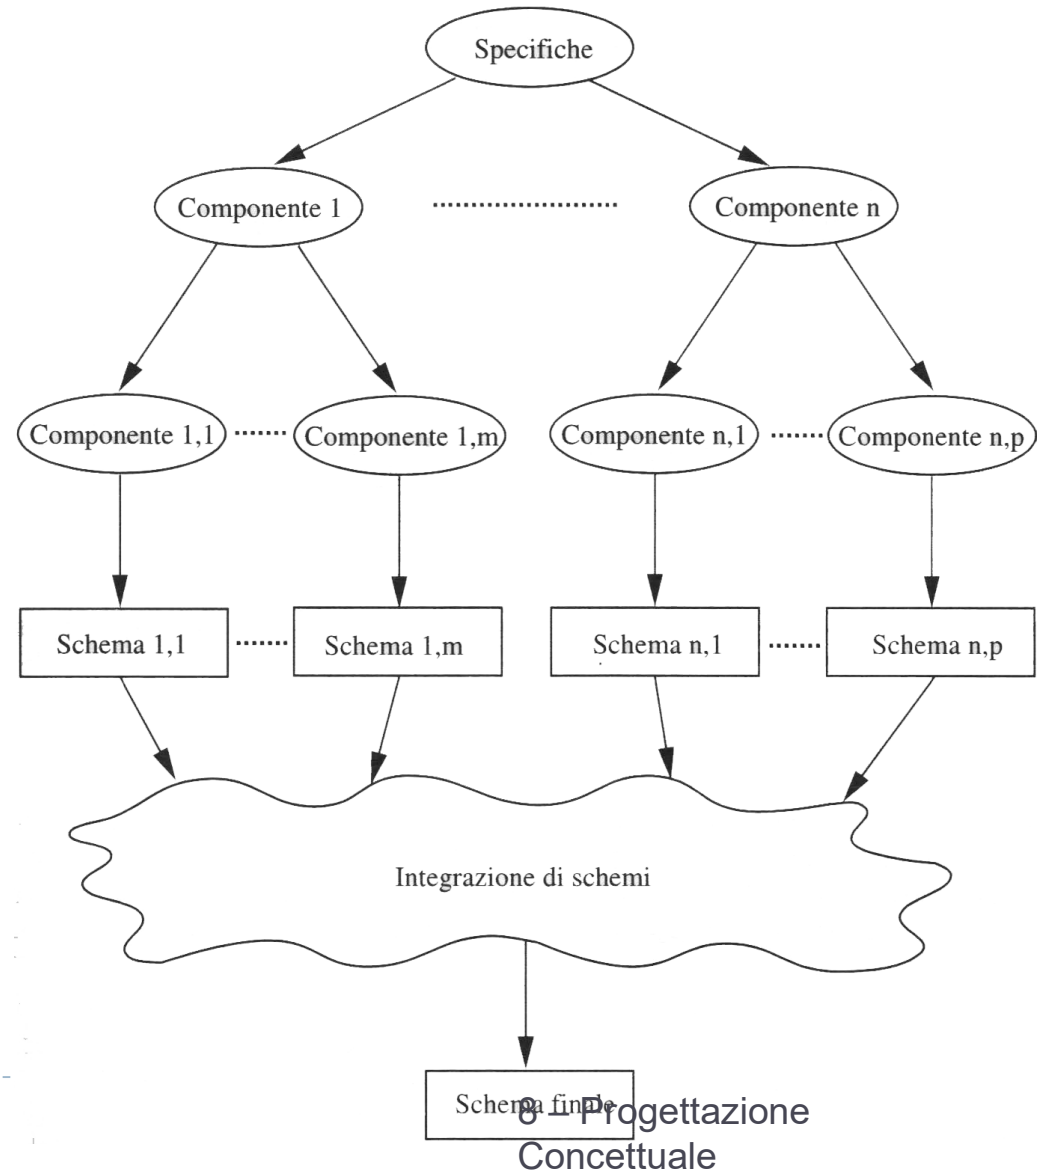 Specifiche
Componente 1
Componente n
Componente 1,1
Componente 1,m
Componente n,1
Componente n,p
Schema 1,1
Schema 1,m
Schema n,1
Schema n,p
Integrazione di schemi
Schema finale
8 – Progettazione
Concettuale